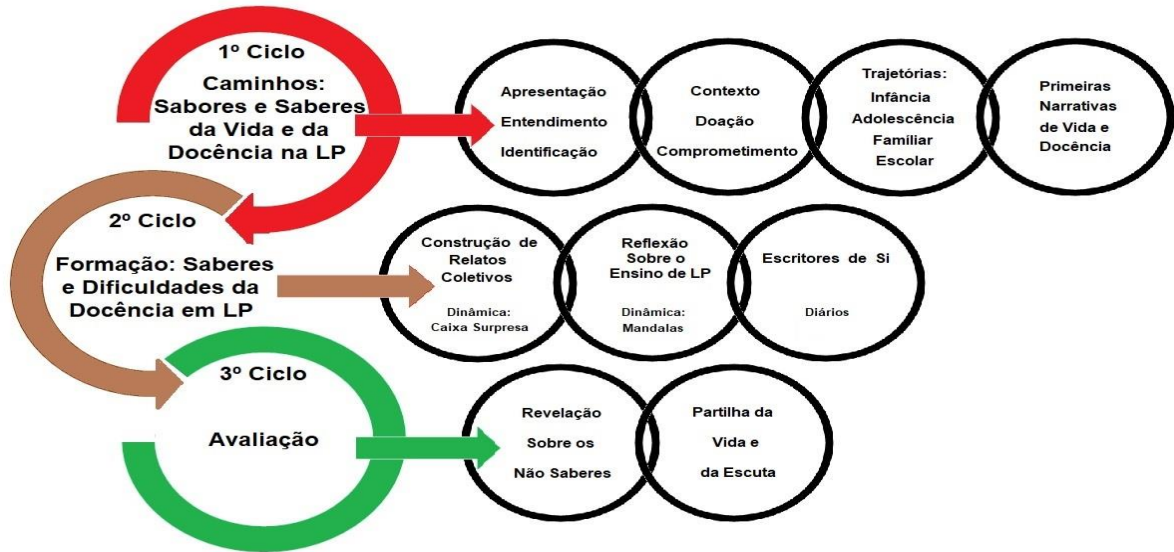 1º Ciclo
Caminhos:
Sabores e Saberes
da Vida e da
Docência na LP
Apresentação
Entendimento
Identificação
Contexto
Doação
Comprometimento
Trajetórias:
Infância
Adolescência
Famíliar
Escolar
Primeiras
Narrativas
de Vida e
Docência
2º Ciclo
Formação: Saberes
e Dificuldades da
Docência em LP
Construção de
Relatos
Coletivos
Dinâmica:
Caixa Surpresa
Reflexão
Sobre o
Ensino de LP
Dinâmica:
Mandalas
Escritores de Si
Diários
3º Ciclo
Avaliação
Revelação
Sobre os
Não Saberes
Partilha da
Vida e
da Escuta